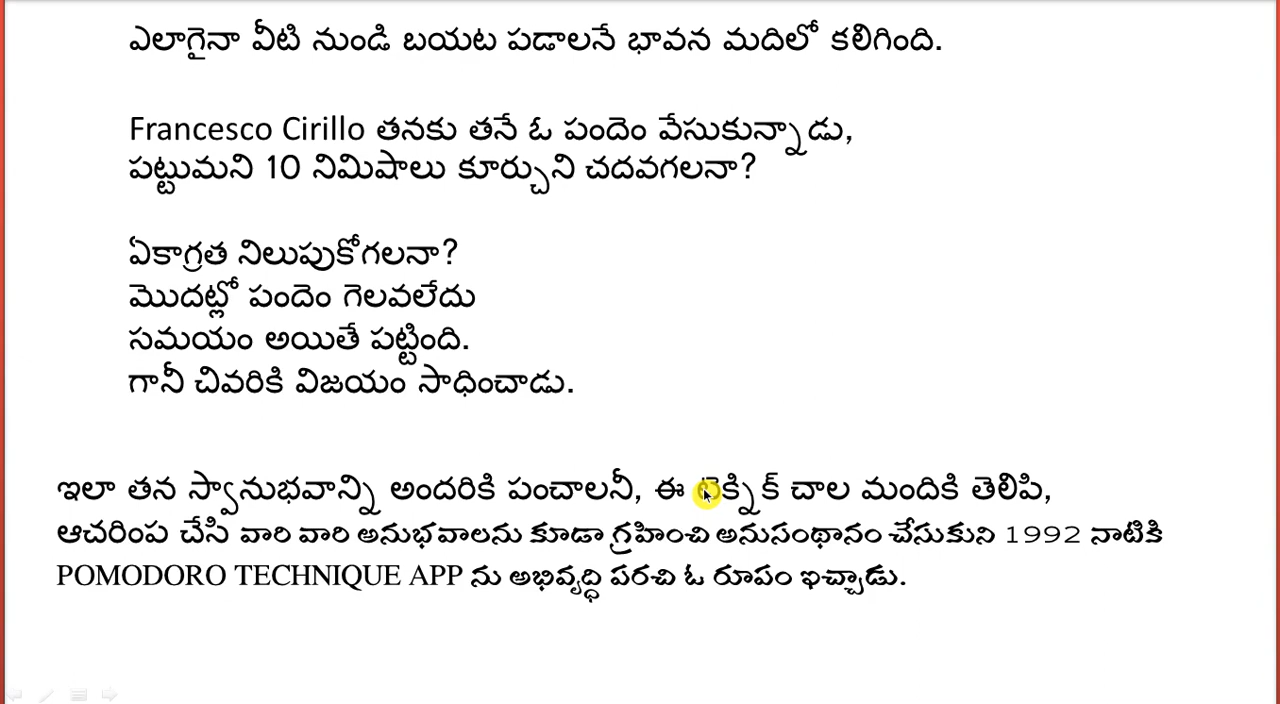 ఎలాగైనా వీటి నుండి బయట పడాలనే భావన మదిలో కలిగింది.
Francesco Cirillo తనకు తనే ఓ పందెం వేసుకున్నాడు,
పట్టుమని 10 నిమిషాలు కూర్చుని చదవగలనా?
ఏకాగ్రత నిలుపుకోగలనా?
మొదట్లో పందెం గెలవలేదు
సమయం అయితే పట్టింది.
గానీ చివరికి విజయం సాధించాడు.
ఇలా తన స్వానుభవాన్ని అందరికి పంచాలనీ, ఈ టెక్నిక్ చాల మందికి తెలిపి,
ఆచరింప చేసి వారి వారి అనుభవాలను కూడా గ్రహించి అనుసంథానం చేసుకుని 1992 నాటికి
POMODORO TECHNIQUE APP ను అభివృద్ధి పరచి ఓ రూపం ఇచ్చాడు.